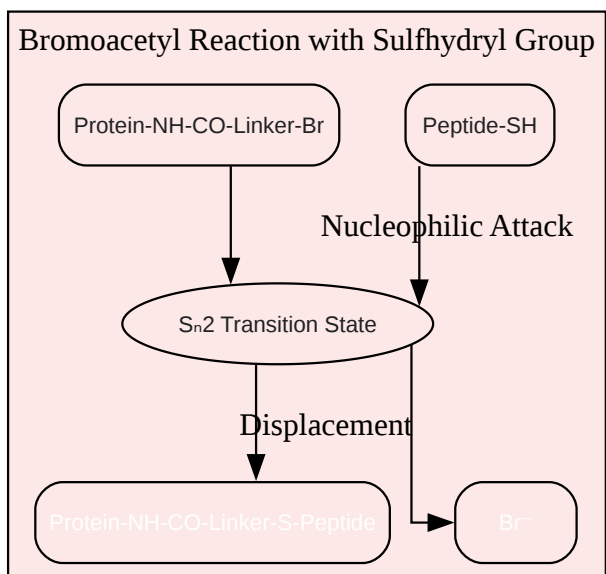 Bromoacetyl Reaction with Sulfhydryl Group
Protein-NH-CO-Linker-Br
Peptide-SH
Nucleophilic Attack
Sₙ2 Transition State
Displacement
Protein-NH-CO-Linker-S-Peptide
Br⁻